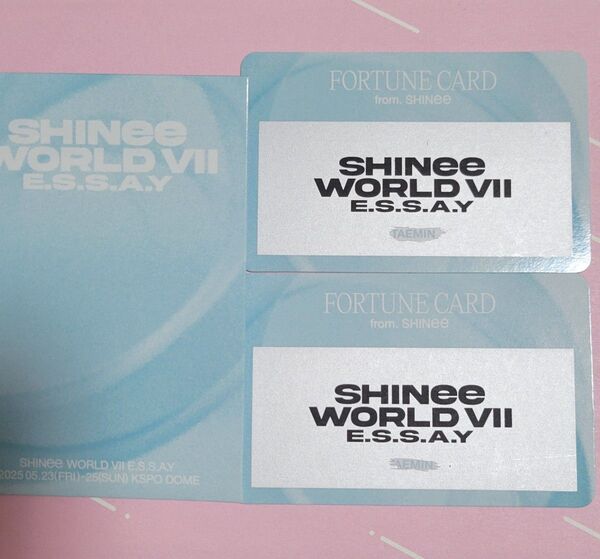 SHINee
WORLD VII
E.S.S.A.Y
SHINee WORLD VII E.S.S.A.Y
2025 05.23(FRI)-25(SUN) KSPO DOME
FORTUNE CARD
from. SHINee
SHINee
WORLD VII
E.S.S.A.Y
TAEMIN
FORTUNE CARD
from. SHINee
SHINee
WORLD VII
E.S.S.A.Y
TAEMIN